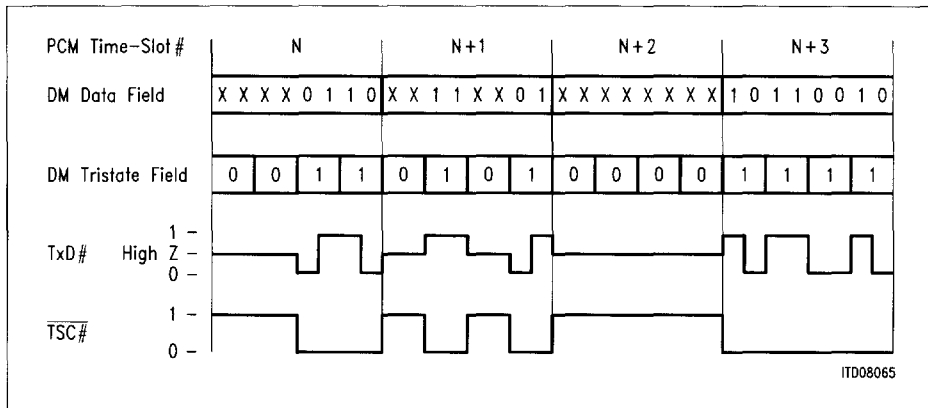 PCM Time-Slot# N N+1 N+2 N+3
DM Data Field X X X X 0 1 1 0 X X 1 1 X X 0 1 X X X X X X X X 1 0 1 1 0 0 1 0
DM Tristate Field 0 0 1 1 0 1 0 1 0 0 0 0 1 1 1 1
1 –
TxD# High Z –
0 –
1 –
TSC#
0 –
ITD08065